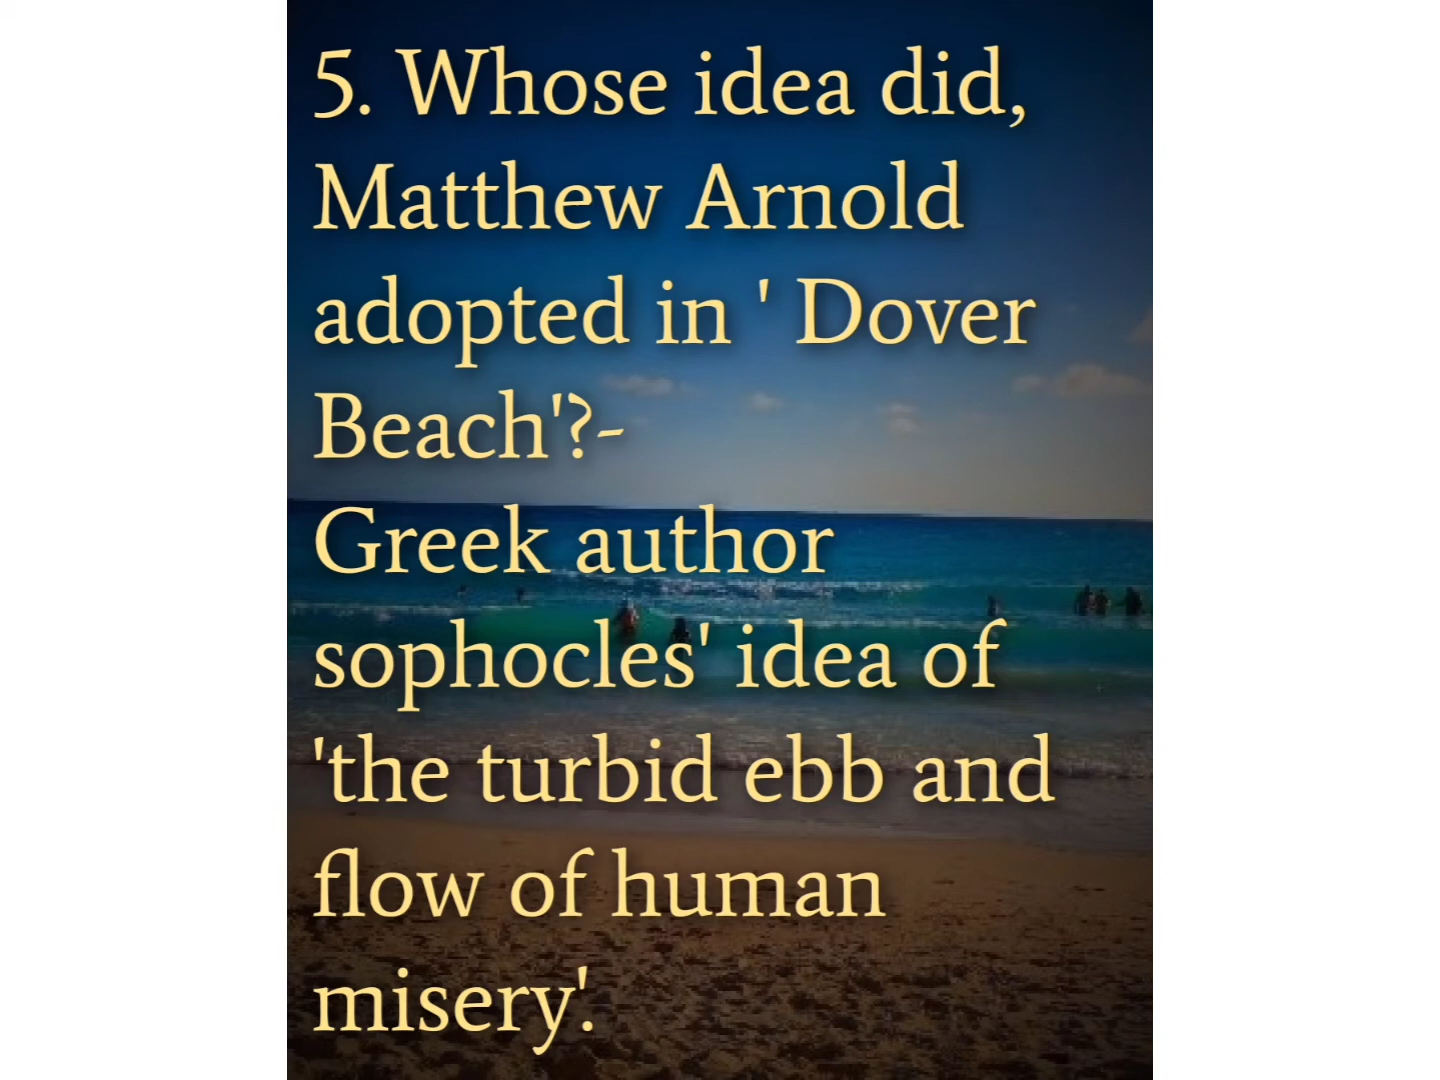 5. Whose idea did,
Matthew Arnold
adopted in ' Dover
Beach'?-
Greek author
sophocles' idea of
'the turbid ebb and
flow of human
misery'.